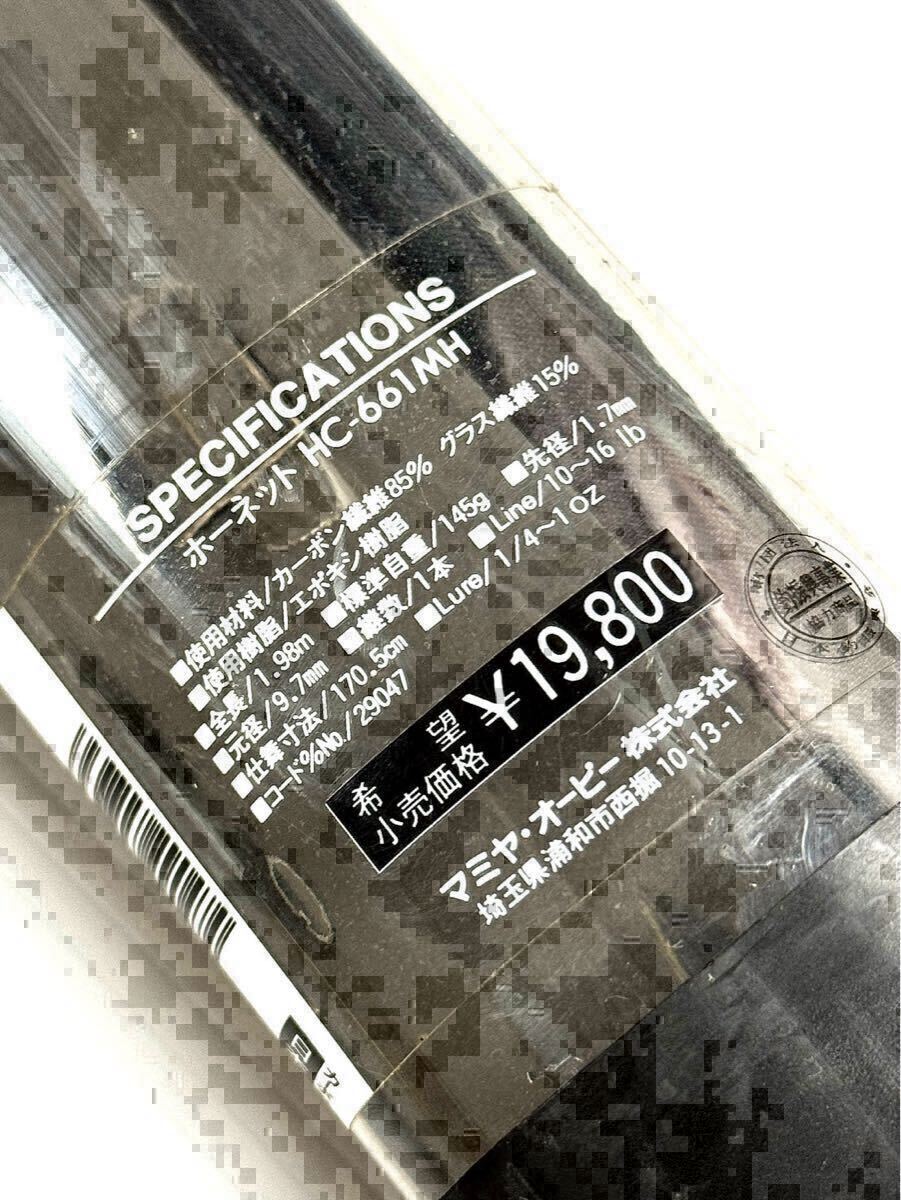 SPECIFICATIONS
ホーネット HC-661MH
■使用材料/カーボン繊維85% グラス繊維15%
■使用樹脂/エポキシ樹脂
■全長/1.98m ■標準自重/145g ■先径/1.7mm
■元径/9.7mm ■継数/1本 ■Line/10～16 lb
■仕舞寸法/170.5cm ■Lure/1/4～1oz
■コード%No./29047
希望
小売価格 ¥19,800
マミヤ・オーピー株式会社
埼玉県浦和市西堀10-13-1